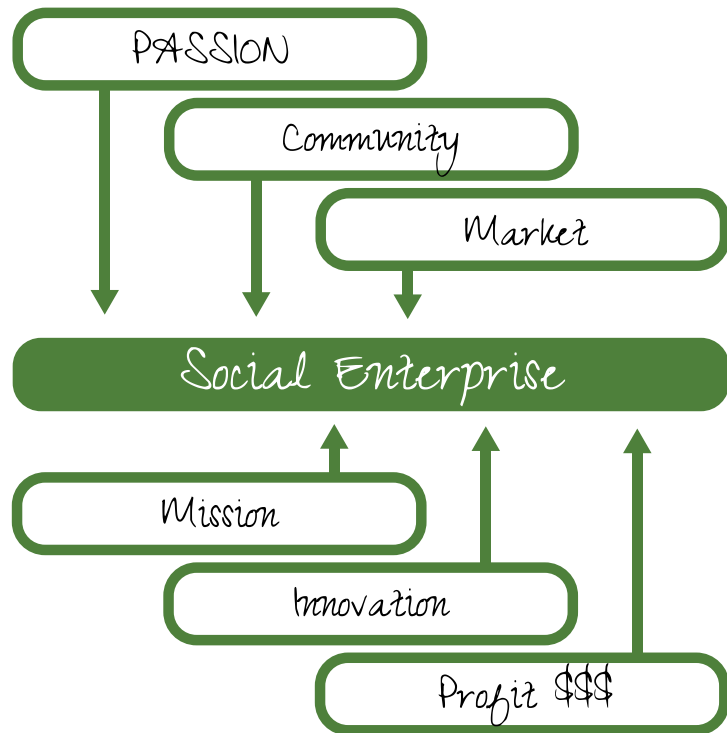 PASSION
Community
Market
Social Enterprise
Mission
Innovation
Profit $$$